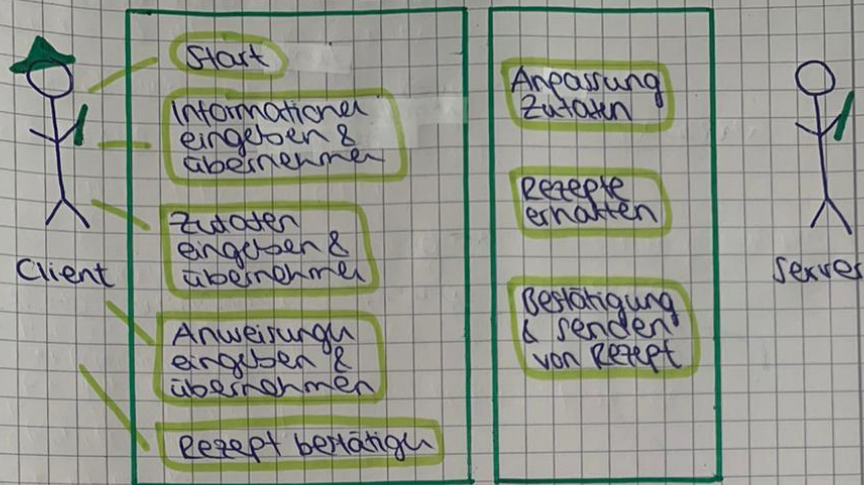 Start
Informationen
eingeben &
übernehmen
Zutaten
eingeben &
übernehmen
Anweisungen
eingeben &
übernehmen
Rezept bestätigen
Client
Anpassung
Zutaten
Rezepte
erhalten
Bestätigung
& senden
von Rezept
Server